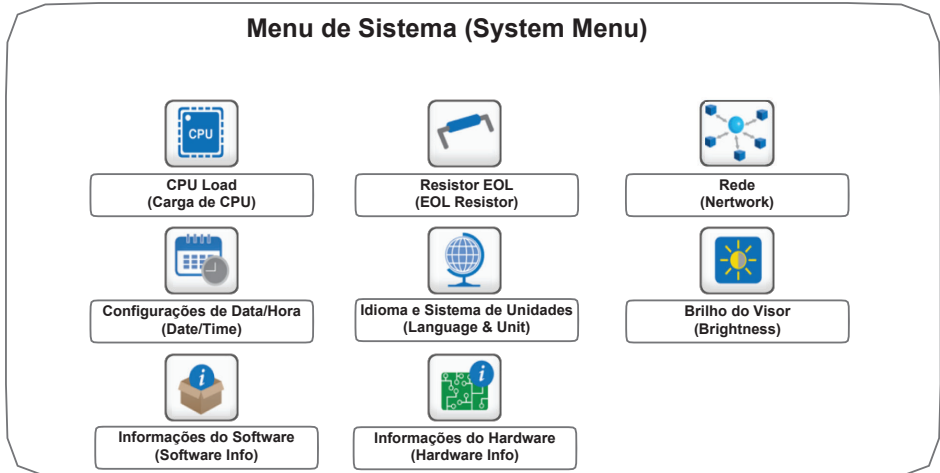 Menu de Sistema (System Menu)
CPU
CPU Load
(Carga de CPU)
Resistor EOL
(EOL Resistor)
Rede
(Nertwork)
Configurações de Data/Hora
(Date/Time)
Idioma e Sistema de Unidades
(Language & Unit)
Brilho do Visor
(Brightness)
i
Informações do Software
(Software Info)
i
Informações do Hardware
(Hardware Info)